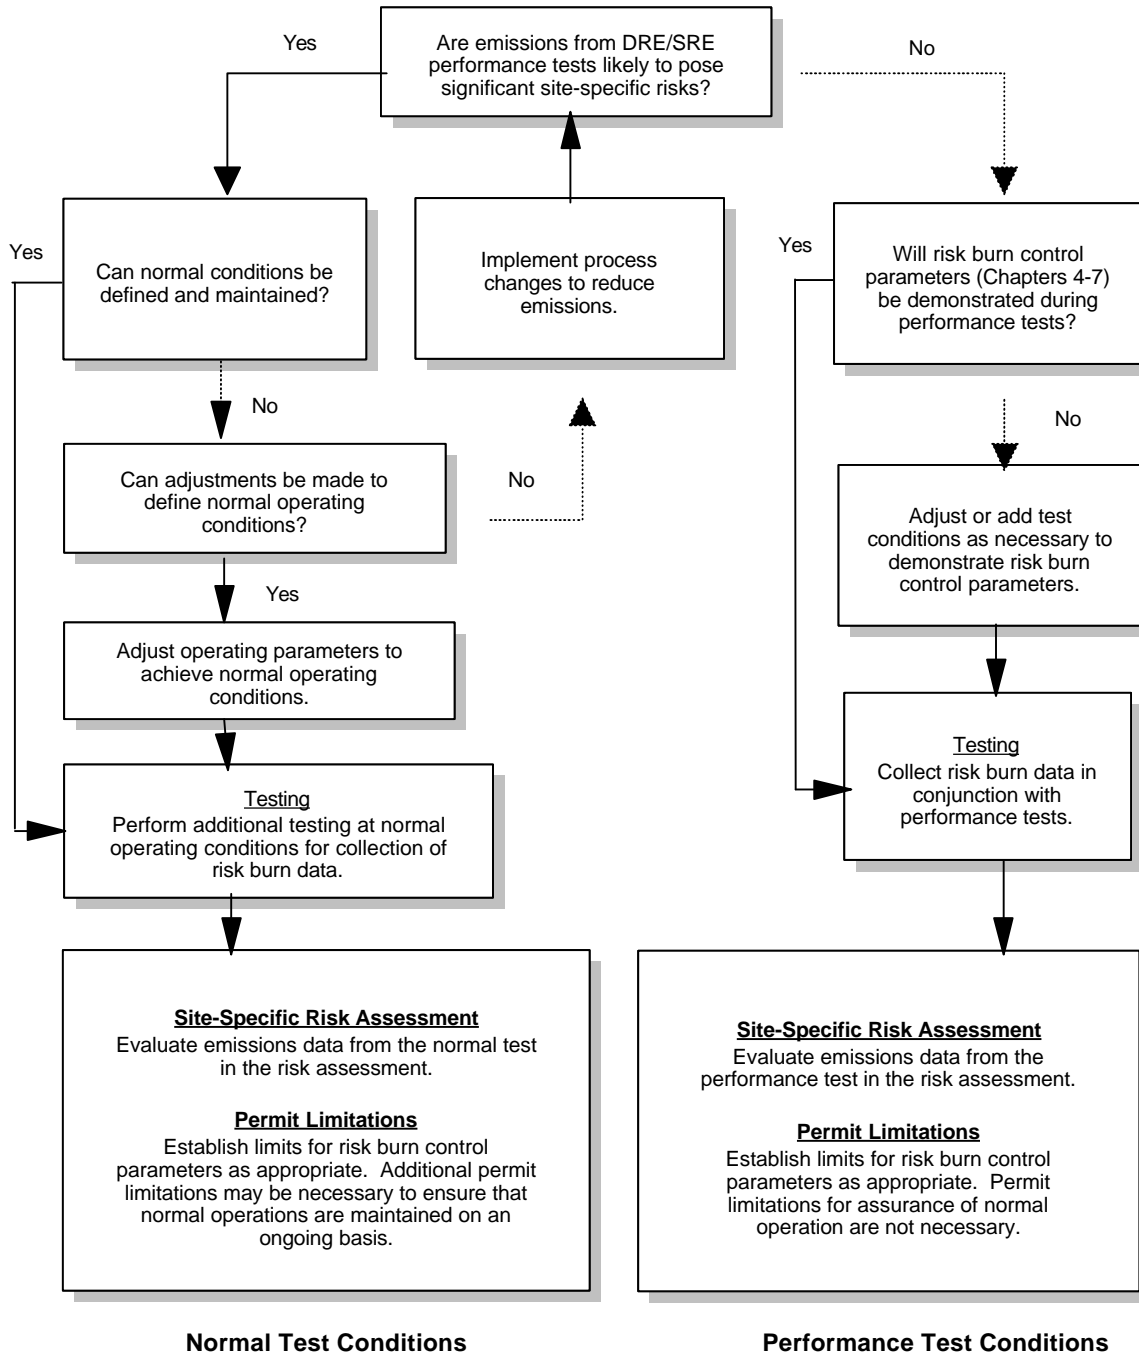 Yes
Are emissions from DRE/SRE
performance tests likely to pose
significant site-specific risks?
No
Yes
Can normal conditions be
defined and maintained?
Implement process
changes to reduce
emissions.
Yes
Will risk burn control
parameters (Chapters 4-7)
be demonstrated during
performance tests?
No
No
Can adjustments be made to
define normal operating
conditions?
No
Adjust or add test
conditions as necessary to
demonstrate risk burn
control parameters.
Yes
Adjust operating parameters to
achieve normal operating
conditions.
Testing
Perform additional testing at normal
operating conditions for collection of
risk burn data.
Testing
Collect risk burn data in
conjunction with
performance tests.
Site-Specific Risk Assessment
Evaluate emissions data from the normal test
in the risk assessment.
Permit Limitations
Establish limits for risk burn control
parameters as appropriate.  Additional permit
limitations may be necessary to ensure that
normal operations are maintained on an
ongoing basis.
Site-Specific Risk Assessment
Evaluate emissions data from the
performance test in the risk assessment.
Permit Limitations
Establish limits for risk burn control
parameters as appropriate.  Permit
limitations for assurance of normal
operation are not necessary.
Normal Test Conditions
Performance Test Conditions